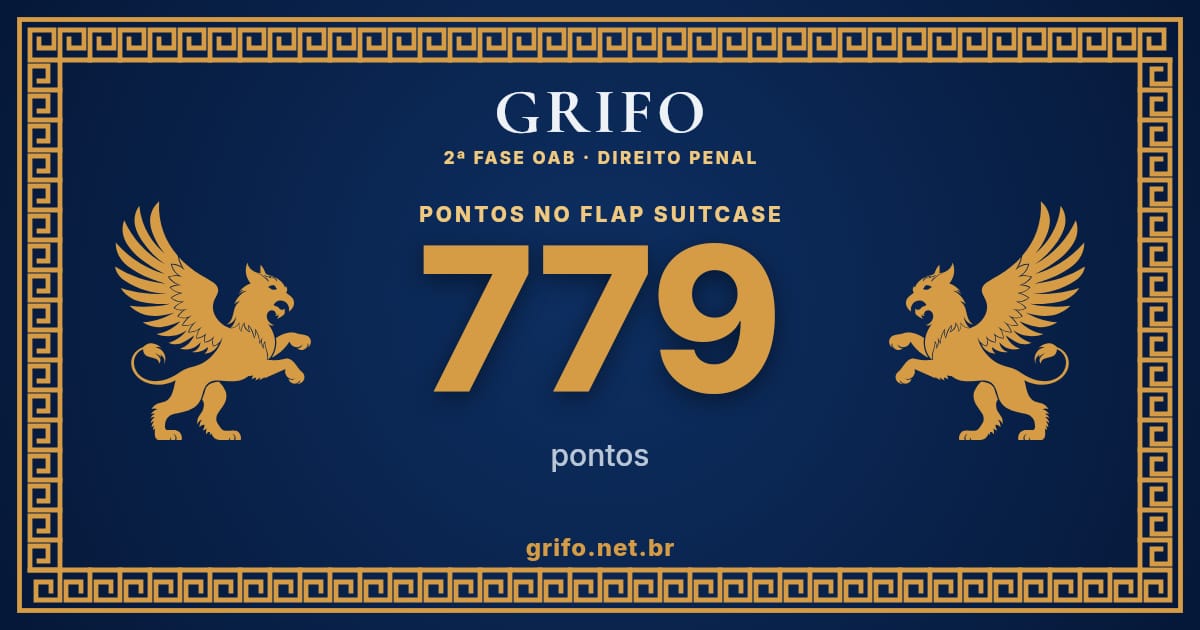 GRIFO
2ª FASE OAB · DIREITO PENAL
PONTOS NO FLAP SUITCASE
779
pontos
grifo.net.br